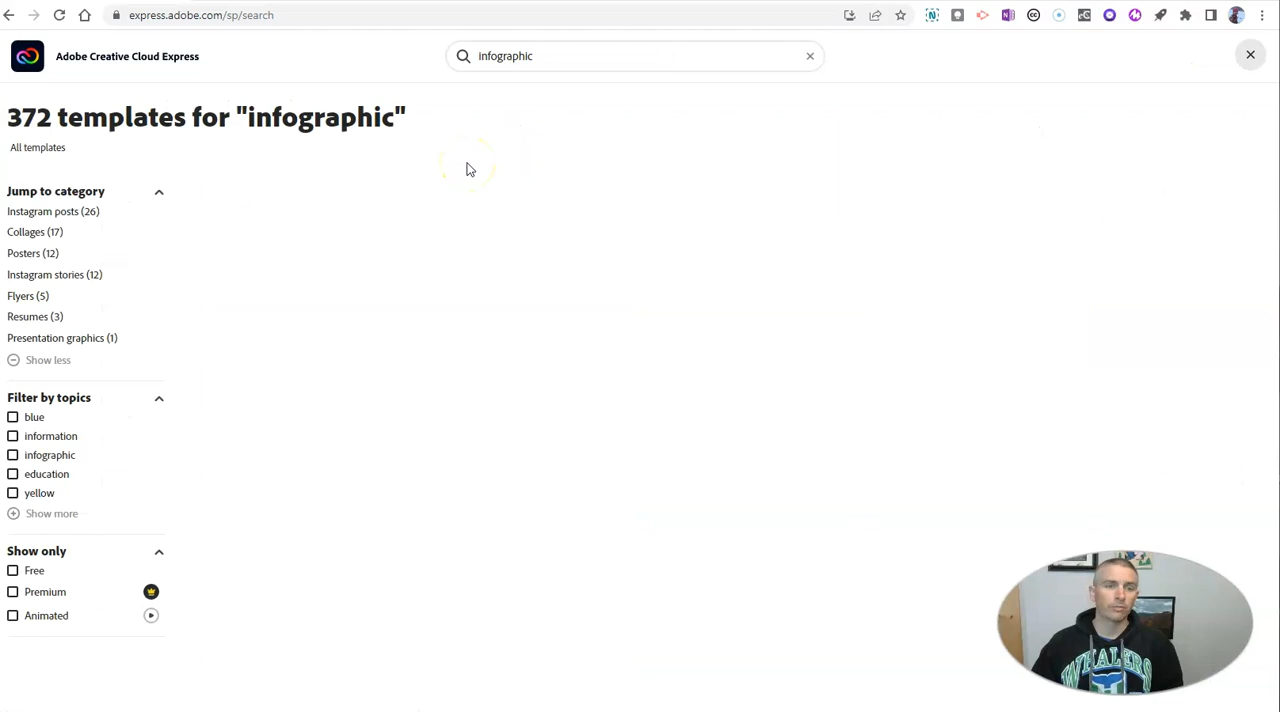 express.adobe.com/sp/search
Adobe Creative Cloud Express
infographic
372 templates for "infographic"
All templates
Jump to category
Instagram posts (26)
Collages (17)
Posters (12)
Instagram stories (12)
Flyers (5)
Resumes (3)
Presentation graphics (1)
Show less
Filter by topics
blue
information
infographic
education
yellow
Show more
Show only
Free
Premium
Animated
WHALERS